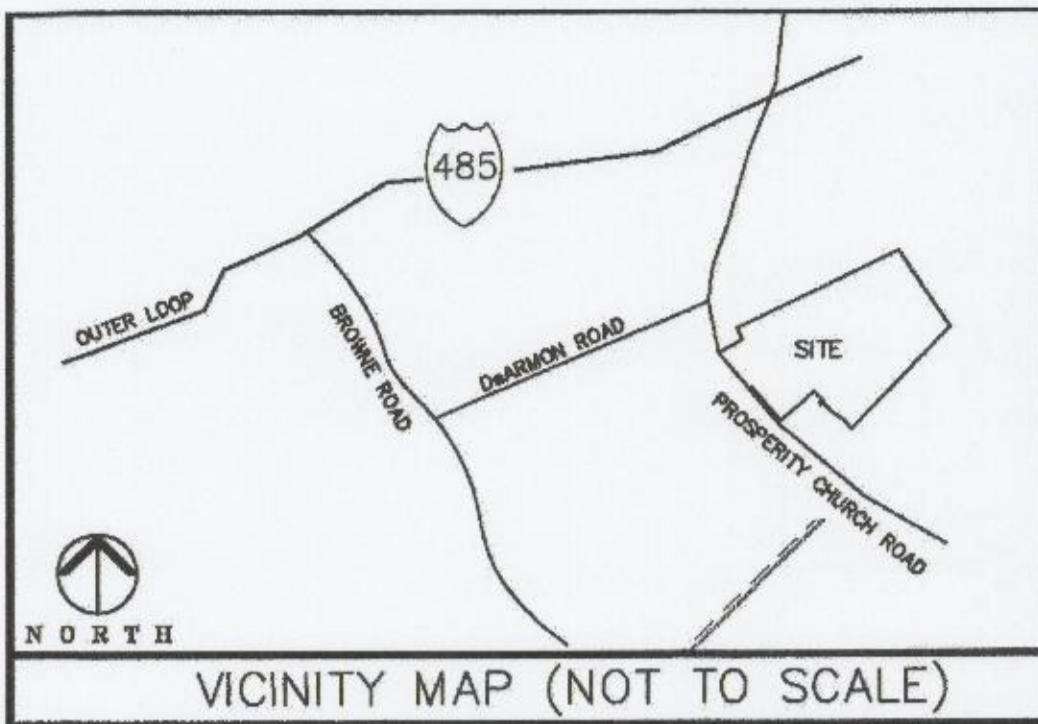 485
OUTER LOOP
BROWNE ROAD
DeARMON ROAD
SITE
PROSPERITY CHURCH ROAD
NORTH
VICINITY MAP (NOT TO SCALE)